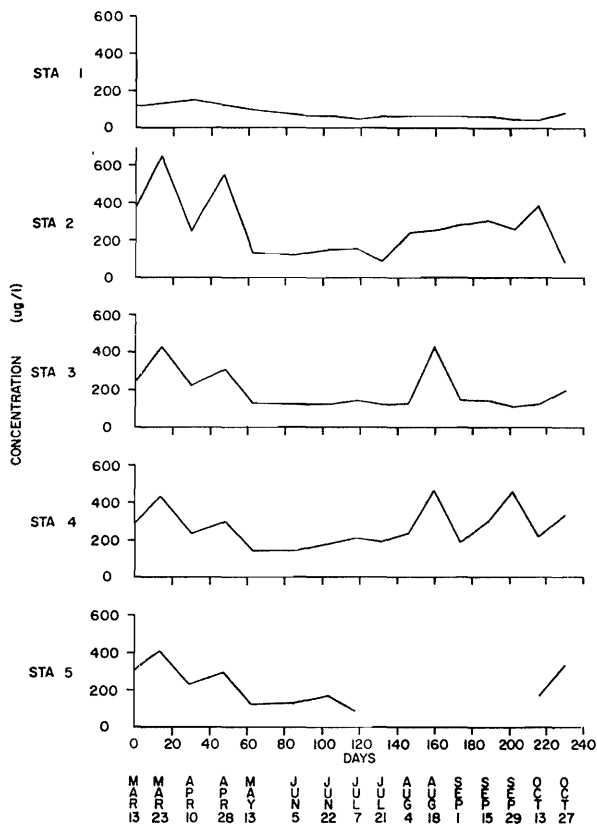 600
400
STA 1
200
0
600
400
STA 2
200
0
CONCENTRATION (ug/l)
600
400
STA 3
200
0
600
400
STA 4
200
0
600
400
STA 5
200
0
0 20 40 60 80 100 120 140 160 180 200 220 240
DAYS
MAR 13 MAR 23 APR 10 APR 28 MAY 13 JUN 5 JUN 22 JUL 7 JUL 21 AUG 4 AUG 18 SEP 1 SEP 15 SEP 29 OCT 13 OCT 27